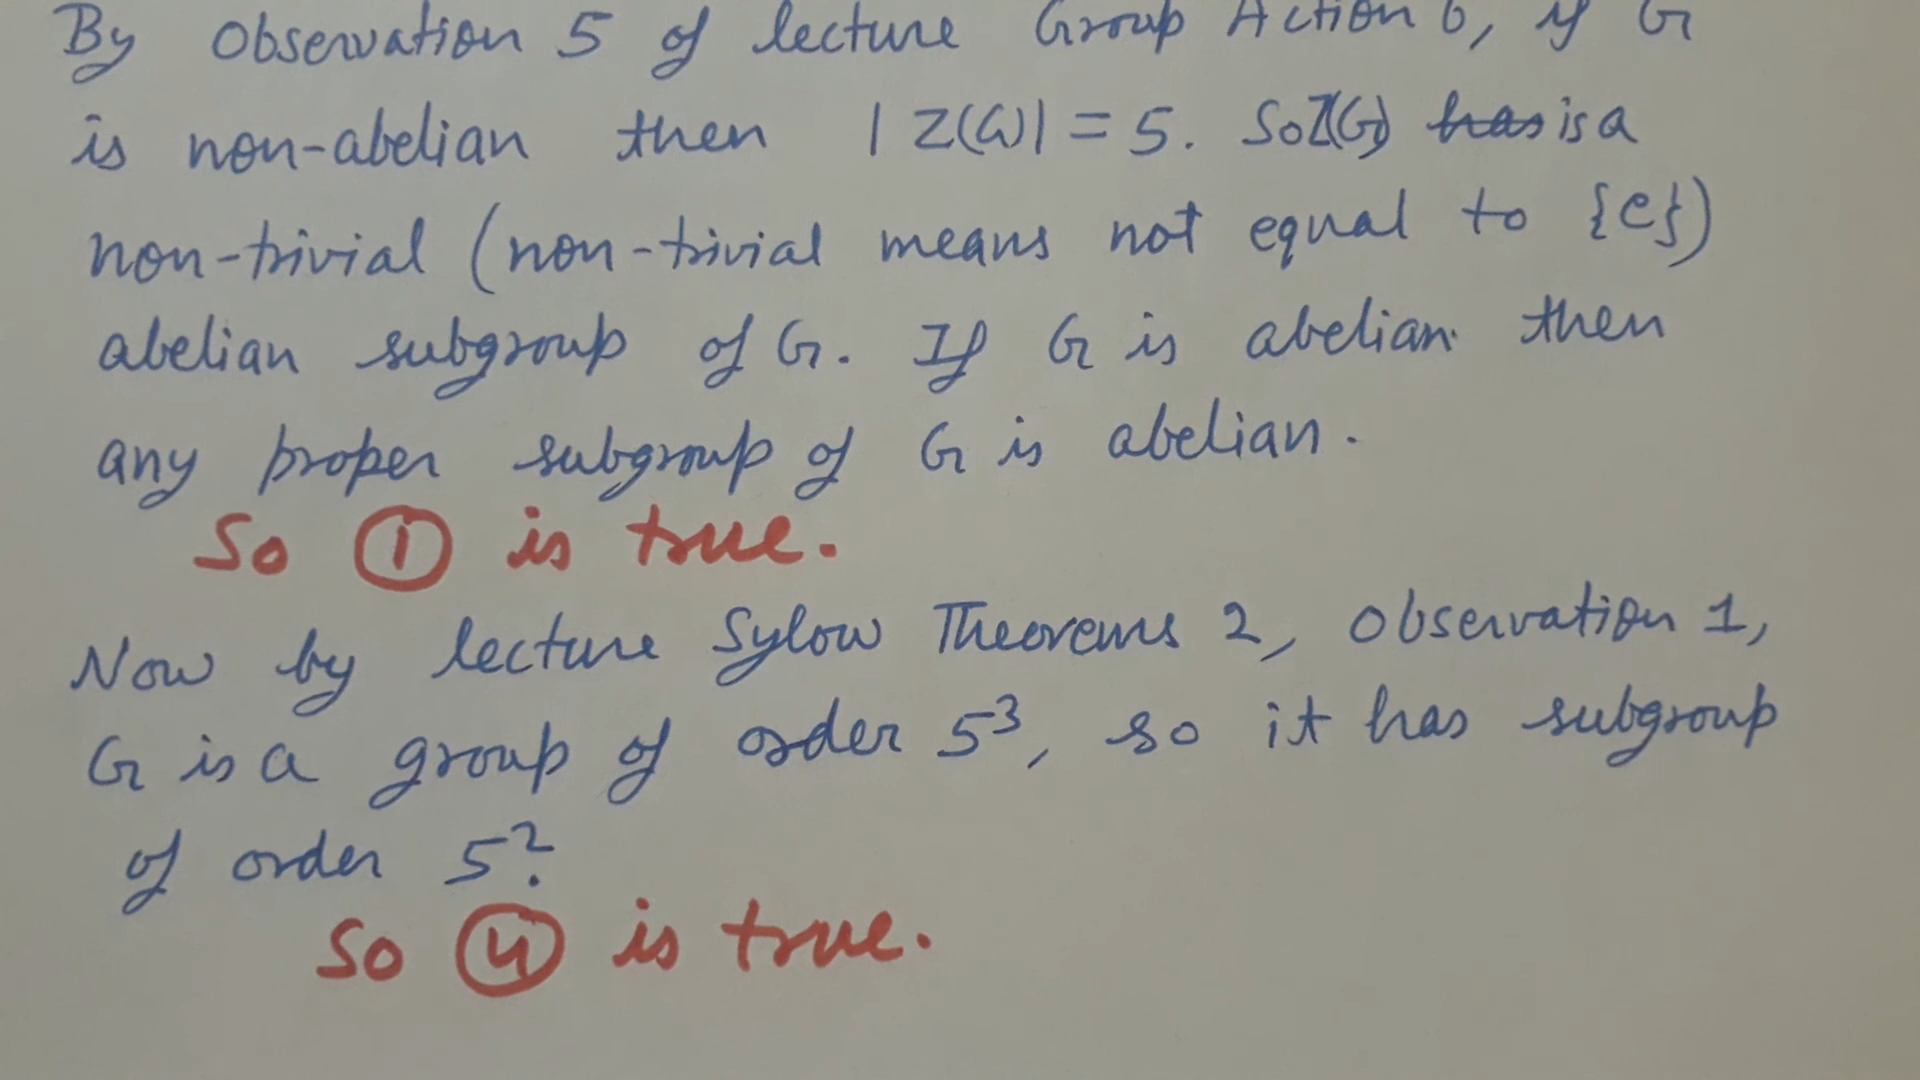 By Observation 5 of lecture Group Action 6, if G
is non-abelian then |Z(G)| = 5. So Z(G) has is a
non-trivial (non-trivial means not equal to {e})
abelian subgroup of G. If G is abelian then
any proper subgroup of G is abelian.
So ① is true.
Now by lecture Sylow Theorems 2, Observation 1,
G is a group of order 5³, so it has subgroup
of order 5².
So ④ is true.